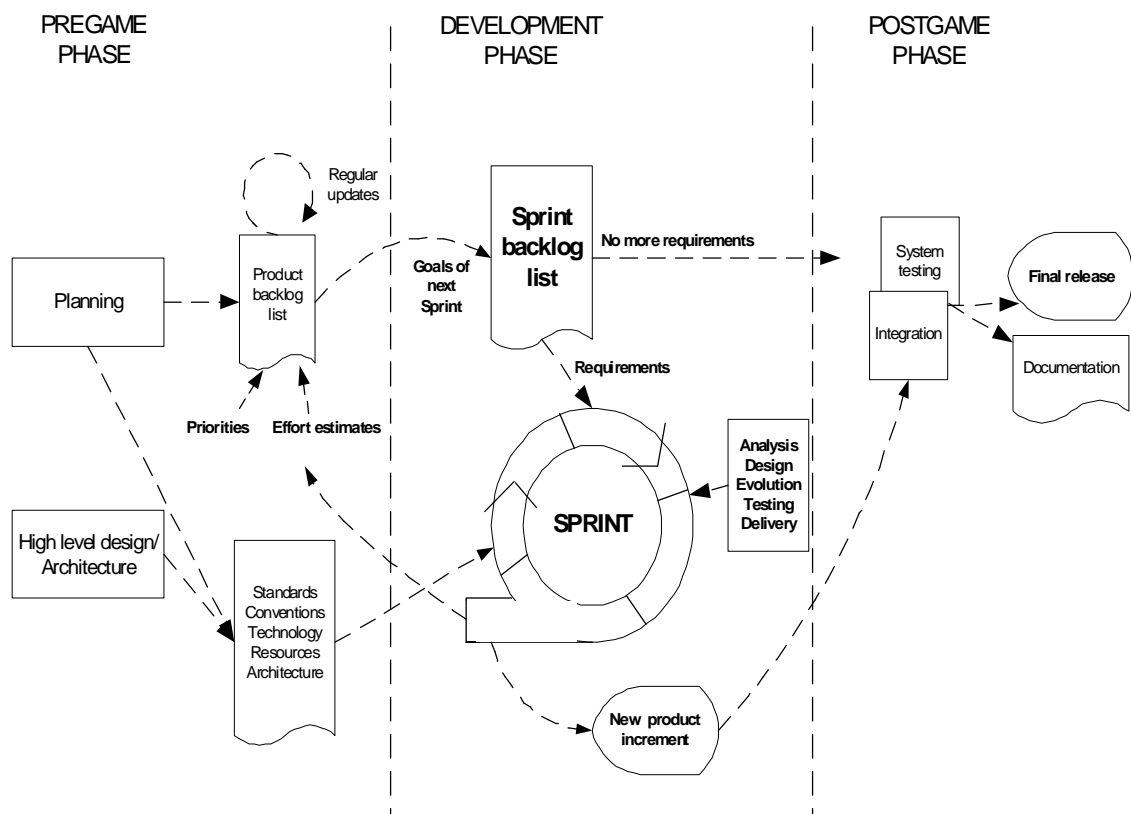 PREGAME
PHASE
DEVELOPMENT
PHASE
POSTGAME
PHASE
Regular
updates
Planning
Product
backlog
list
Priorities
Effort estimates
High level design/
Architecture
Standards
Conventions
Technology
Resources
Architecture
Goals of
next
Sprint
Sprint
backlog
list
No more requirements
Requirements
SPRINT
Analysis
Design
Evolution
Testing
Delivery
New product
increment
System
testing
Integration
Final release
Documentation